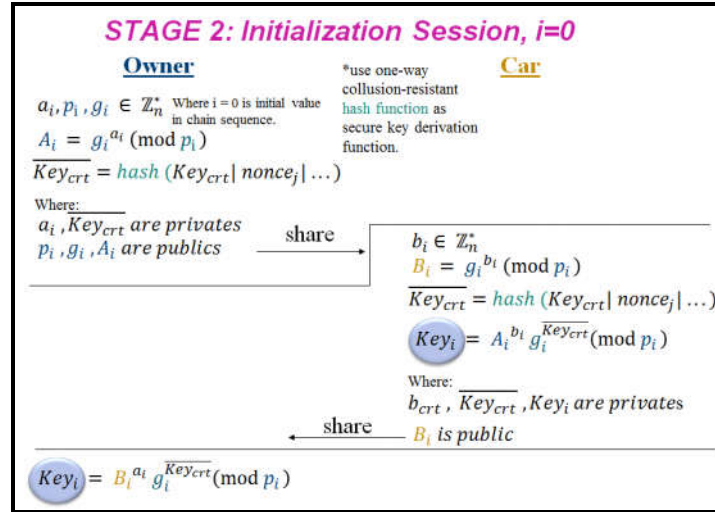 STAGE 2: Initialization Session, i=0
Owner
a_i, p_i, g_i ∈ ℤ_n^* Where i = 0 is initial value
in chain sequence.
A_i = g_i^{a_i} (mod p_i)
\overline{Key_{crt}} = hash (Key_{crt}| nonce_j| …)
Where:
a_i, \overline{Key_{crt}} are privates
p_i, g_i, A_i are publics
share
*use one-way
collusion-resistant
hash function as
secure key derivation
function.
Car
b_i ∈ ℤ_n^*
B_i = g_i^{b_i} (mod p_i)
\overline{Key_{crt}} = hash (Key_{crt}| nonce_j| …)
Key_i = A_i^{b_i} g_i^{\overline{Key_{crt}}} (mod p_i)
Where:
b_{crt}, \overline{Key_{crt}}, Key_i are privates
B_i is public
share
Key_i = B_i^{a_i} g_i^{\overline{Key_{crt}}} (mod p_i)